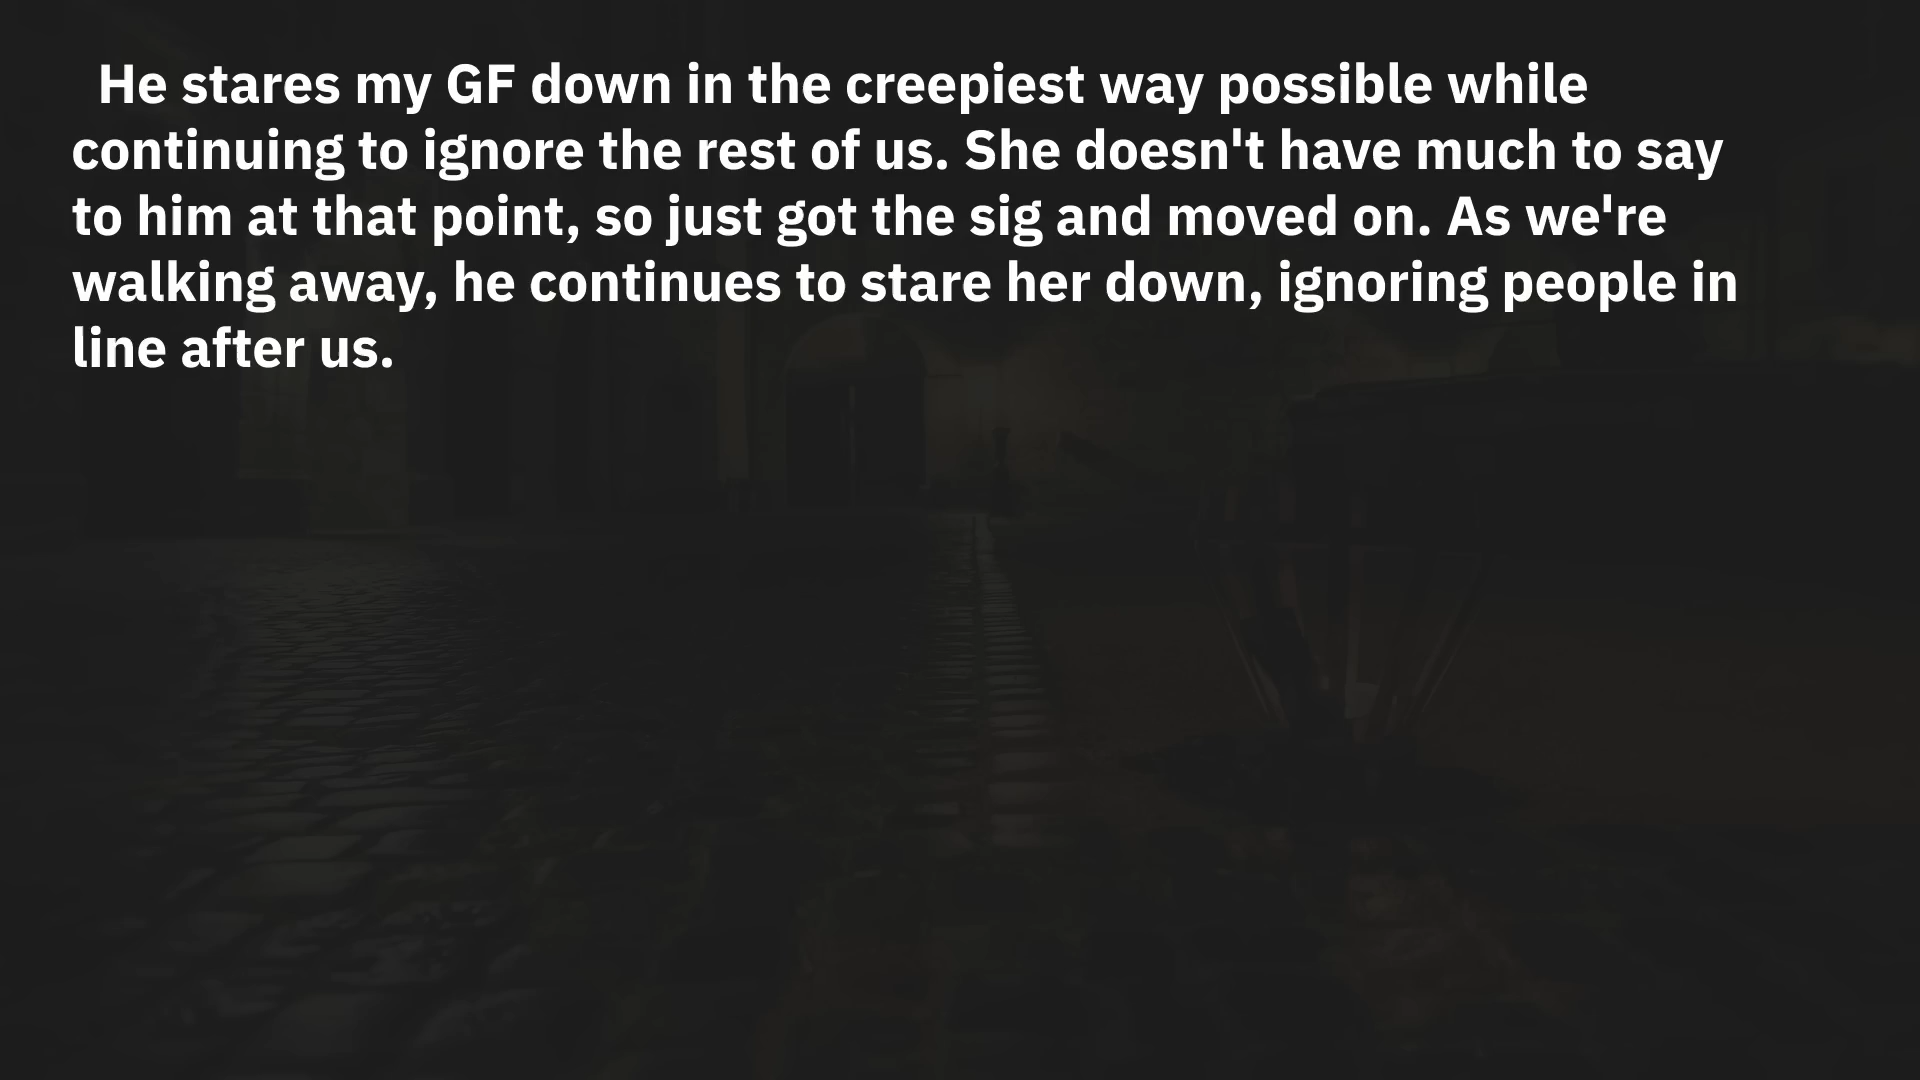 He stares my GF down in the creepiest way possible while
continuing to ignore the rest of us. She doesn't have much to say
to him at that point, so just got the sig and moved on. As we're
walking away, he continues to stare her down, ignoring people in
line after us.